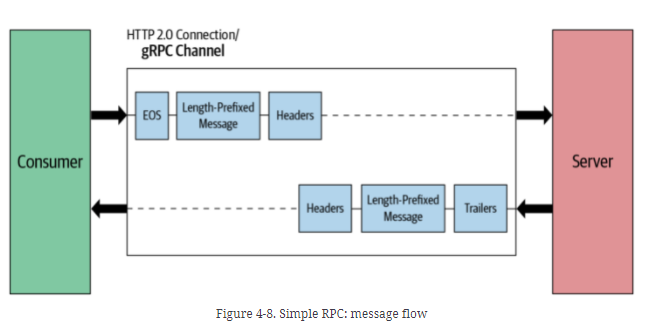 HTTP 2.0 Connection/
gRPC Channel
Consumer
EOS
Length-Prefixed
Message
Headers
Server
Headers
Length-Prefixed
Message
Trailers
Figure 4-8. Simple RPC: message flow